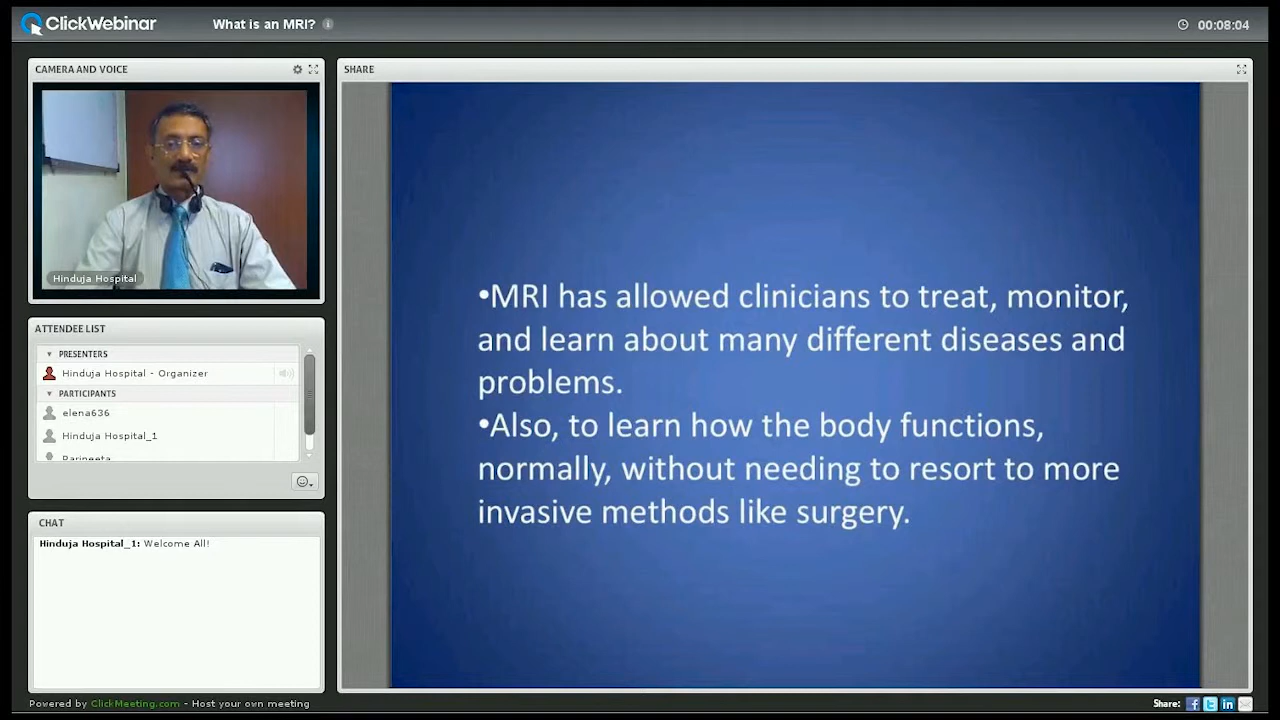 ClickWebinar
What is an MRI?
00:08:04
CAMERA AND VOICE
Hinduja Hospital
ATTENDEE LIST
PRESENTERS
Hinduja Hospital - Organizer
PARTICIPANTS
elena636
Hinduja Hospital_1
Parineeta
CHAT
Hinduja Hospital_1: Welcome All!
SHARE
•MRI has allowed clinicians to treat, monitor,
and learn about many different diseases and
problems.
•Also, to learn how the body functions,
normally, without needing to resort to more
invasive methods like surgery.
Powered by ClickMeeting.com - Host your own meeting
Share: